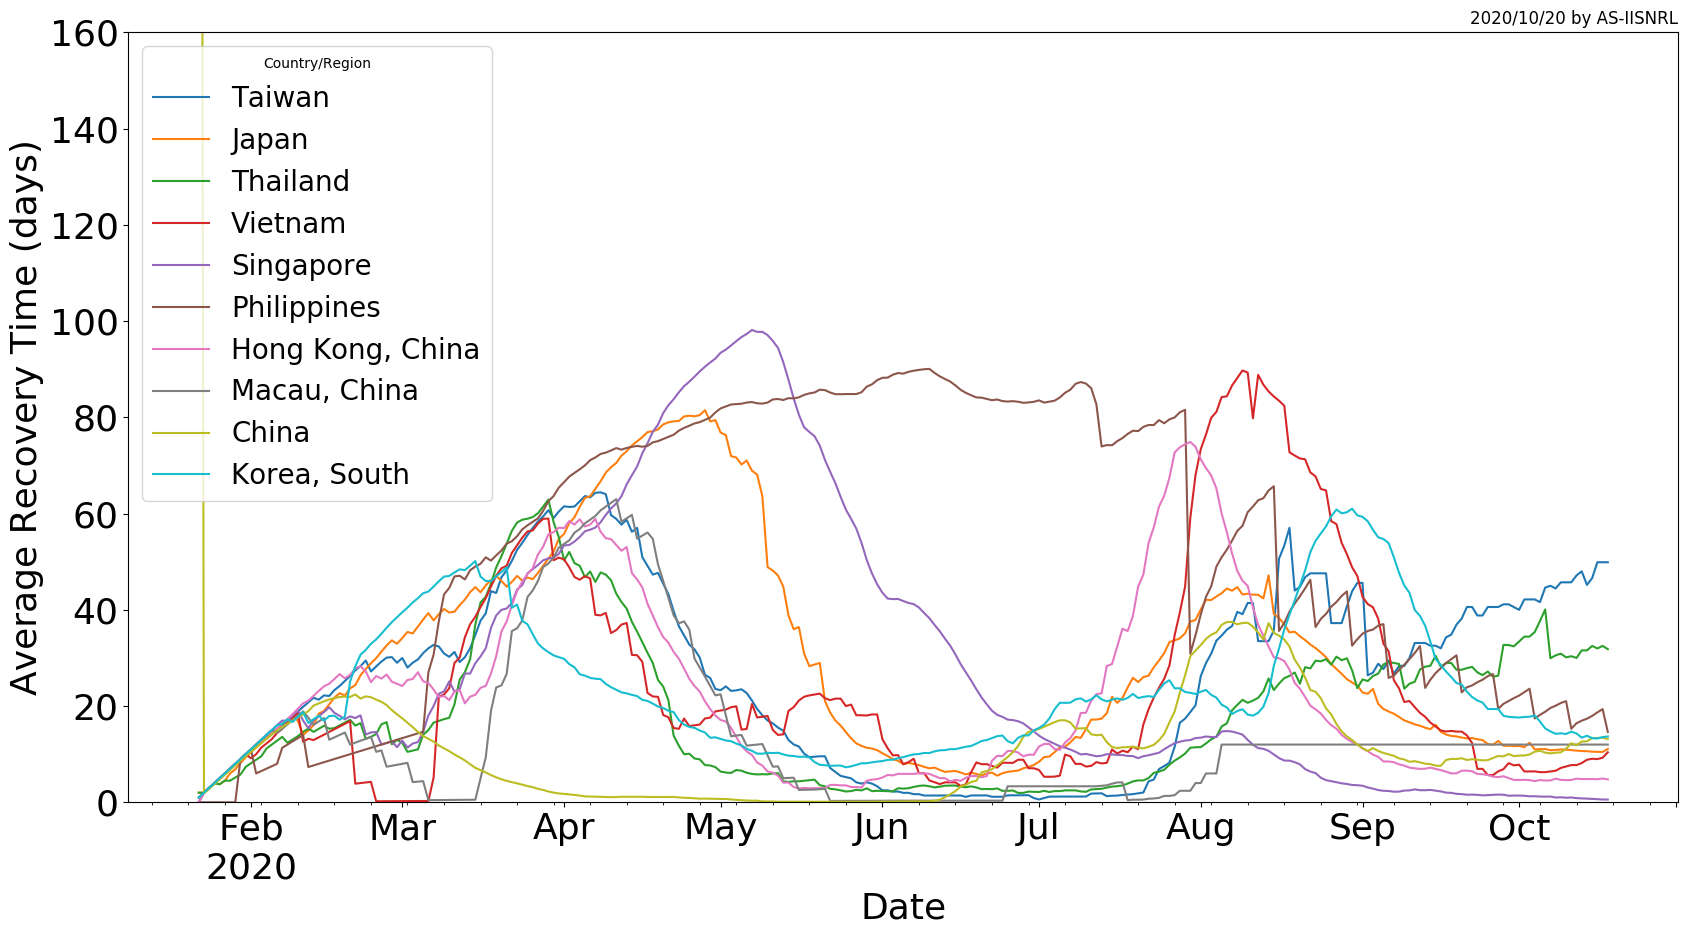 2020/10/20 by AS-IISNRL
Average Recovery Time (days)
160
140
120
100
80
60
40
20
0
Country/Region
Taiwan
Japan
Thailand
Vietnam
Singapore
Philippines
Hong Kong, China
Macau, China
China
Korea, South
Feb Mar Apr May Jun Jul Aug Sep Oct
2020
Date